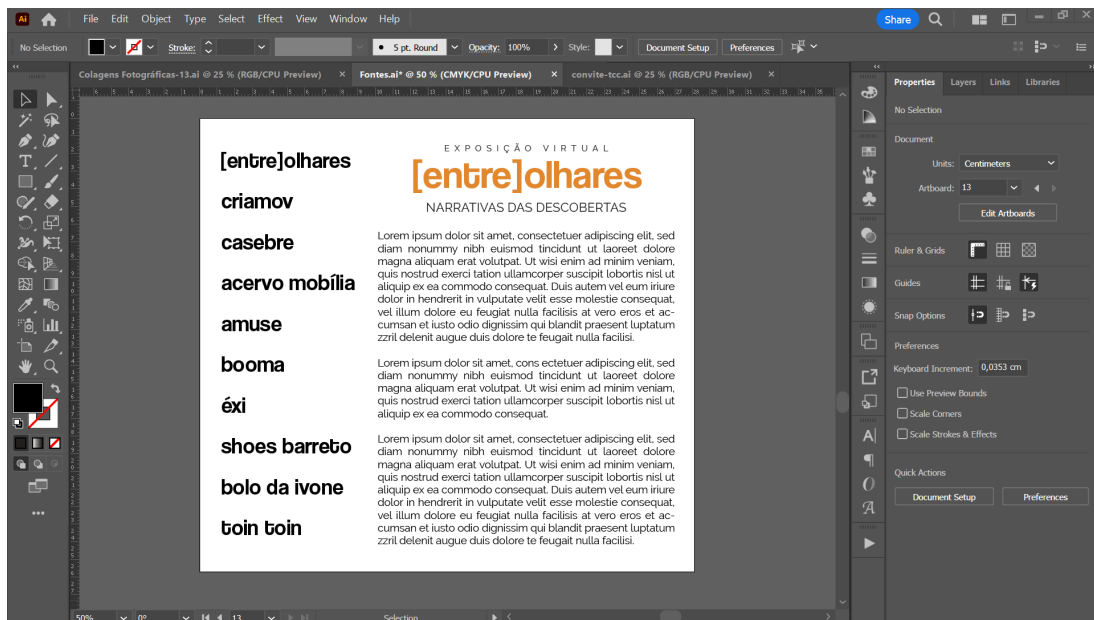 Ai
File Edit Object Type Select Effect View Window Help
Share
No Selection
Stroke:
5 pt. Round
Opacity: 100%
Style:
Document Setup
Preferences
Colagens Fotográficas-13.ai @ 25 % (RGB/CPU Preview) ×
Fontes.ai* @ 50 % (CMYK/CPU Preview) ×
convite-tcc.ai @ 25 % (RGB/CPU Preview) ×
[entre]olhares
criamov
casebre
acervo mobília
amuse
booma
éxi
shoes barreto
bolo da ivone
toin toin
EXPOSIÇÃO VIRTUAL
[entre]olhares
NARRATIVAS DAS DESCOBERTAS
Lorem ipsum dolor sit amet, consectetuer adipiscing elit, sed
diam nonummy nibh euismod tincidunt ut laoreet dolore
magna aliquam erat volutpat. Ut wisi enim ad minim veniam,
quis nostrud exerci tation ullamcorper suscipit lobortis nisl ut
aliquip ex ea commodo consequat. Duis autem vel eum iriure
dolor in hendrerit in vulputate velit esse molestie consequat,
vel illum dolore eu feugiat nulla facilisis at vero eros et ac-
cumsan et iusto odio dignissim qui blandit praesent luptatum
zzril delenit augue duis dolore te feugait nulla facilisi.
Lorem ipsum dolor sit amet, cons ectetuer adipiscing elit, sed
diam nonummy nibh euismod tincidunt ut laoreet dolore
magna aliquam erat volutpat. Ut wisi enim ad minim veniam,
quis nostrud exerci tation ullamcorper suscipit lobortis nisl ut
aliquip ex ea commodo consequat.
Lorem ipsum dolor sit amet, consectetuer adipiscing elit, sed
diam nonummy nibh euismod tincidunt ut laoreet dolore
magna aliquam erat volutpat. Ut wisi enim ad minim veniam,
quis nostrud exerci tation ullamcorper suscipit lobortis nisl ut
aliquip ex ea commodo consequat. Duis autem vel eum iriure
dolor in hendrerit in vulputate velit esse molestie consequat,
vel illum dolore eu feugiat nulla facilisis at vero eros et ac-
cumsan et iusto odio dignissim qui blandit praesent luptatum
zzril delenit augue duis dolore te feugait nulla facilisi.
Properties Layers Links Libraries
No Selection
Document
Units: Centimeters
Artboard: 13
Edit Artboards
Ruler & Grids
Guides
Snap Options
Preferences
Keyboard Increment: 0,0353 cm
Use Preview Bounds
Scale Corners
Scale Strokes & Effects
Quick Actions
Document Setup
Preferences
50% 0° 13 Selection